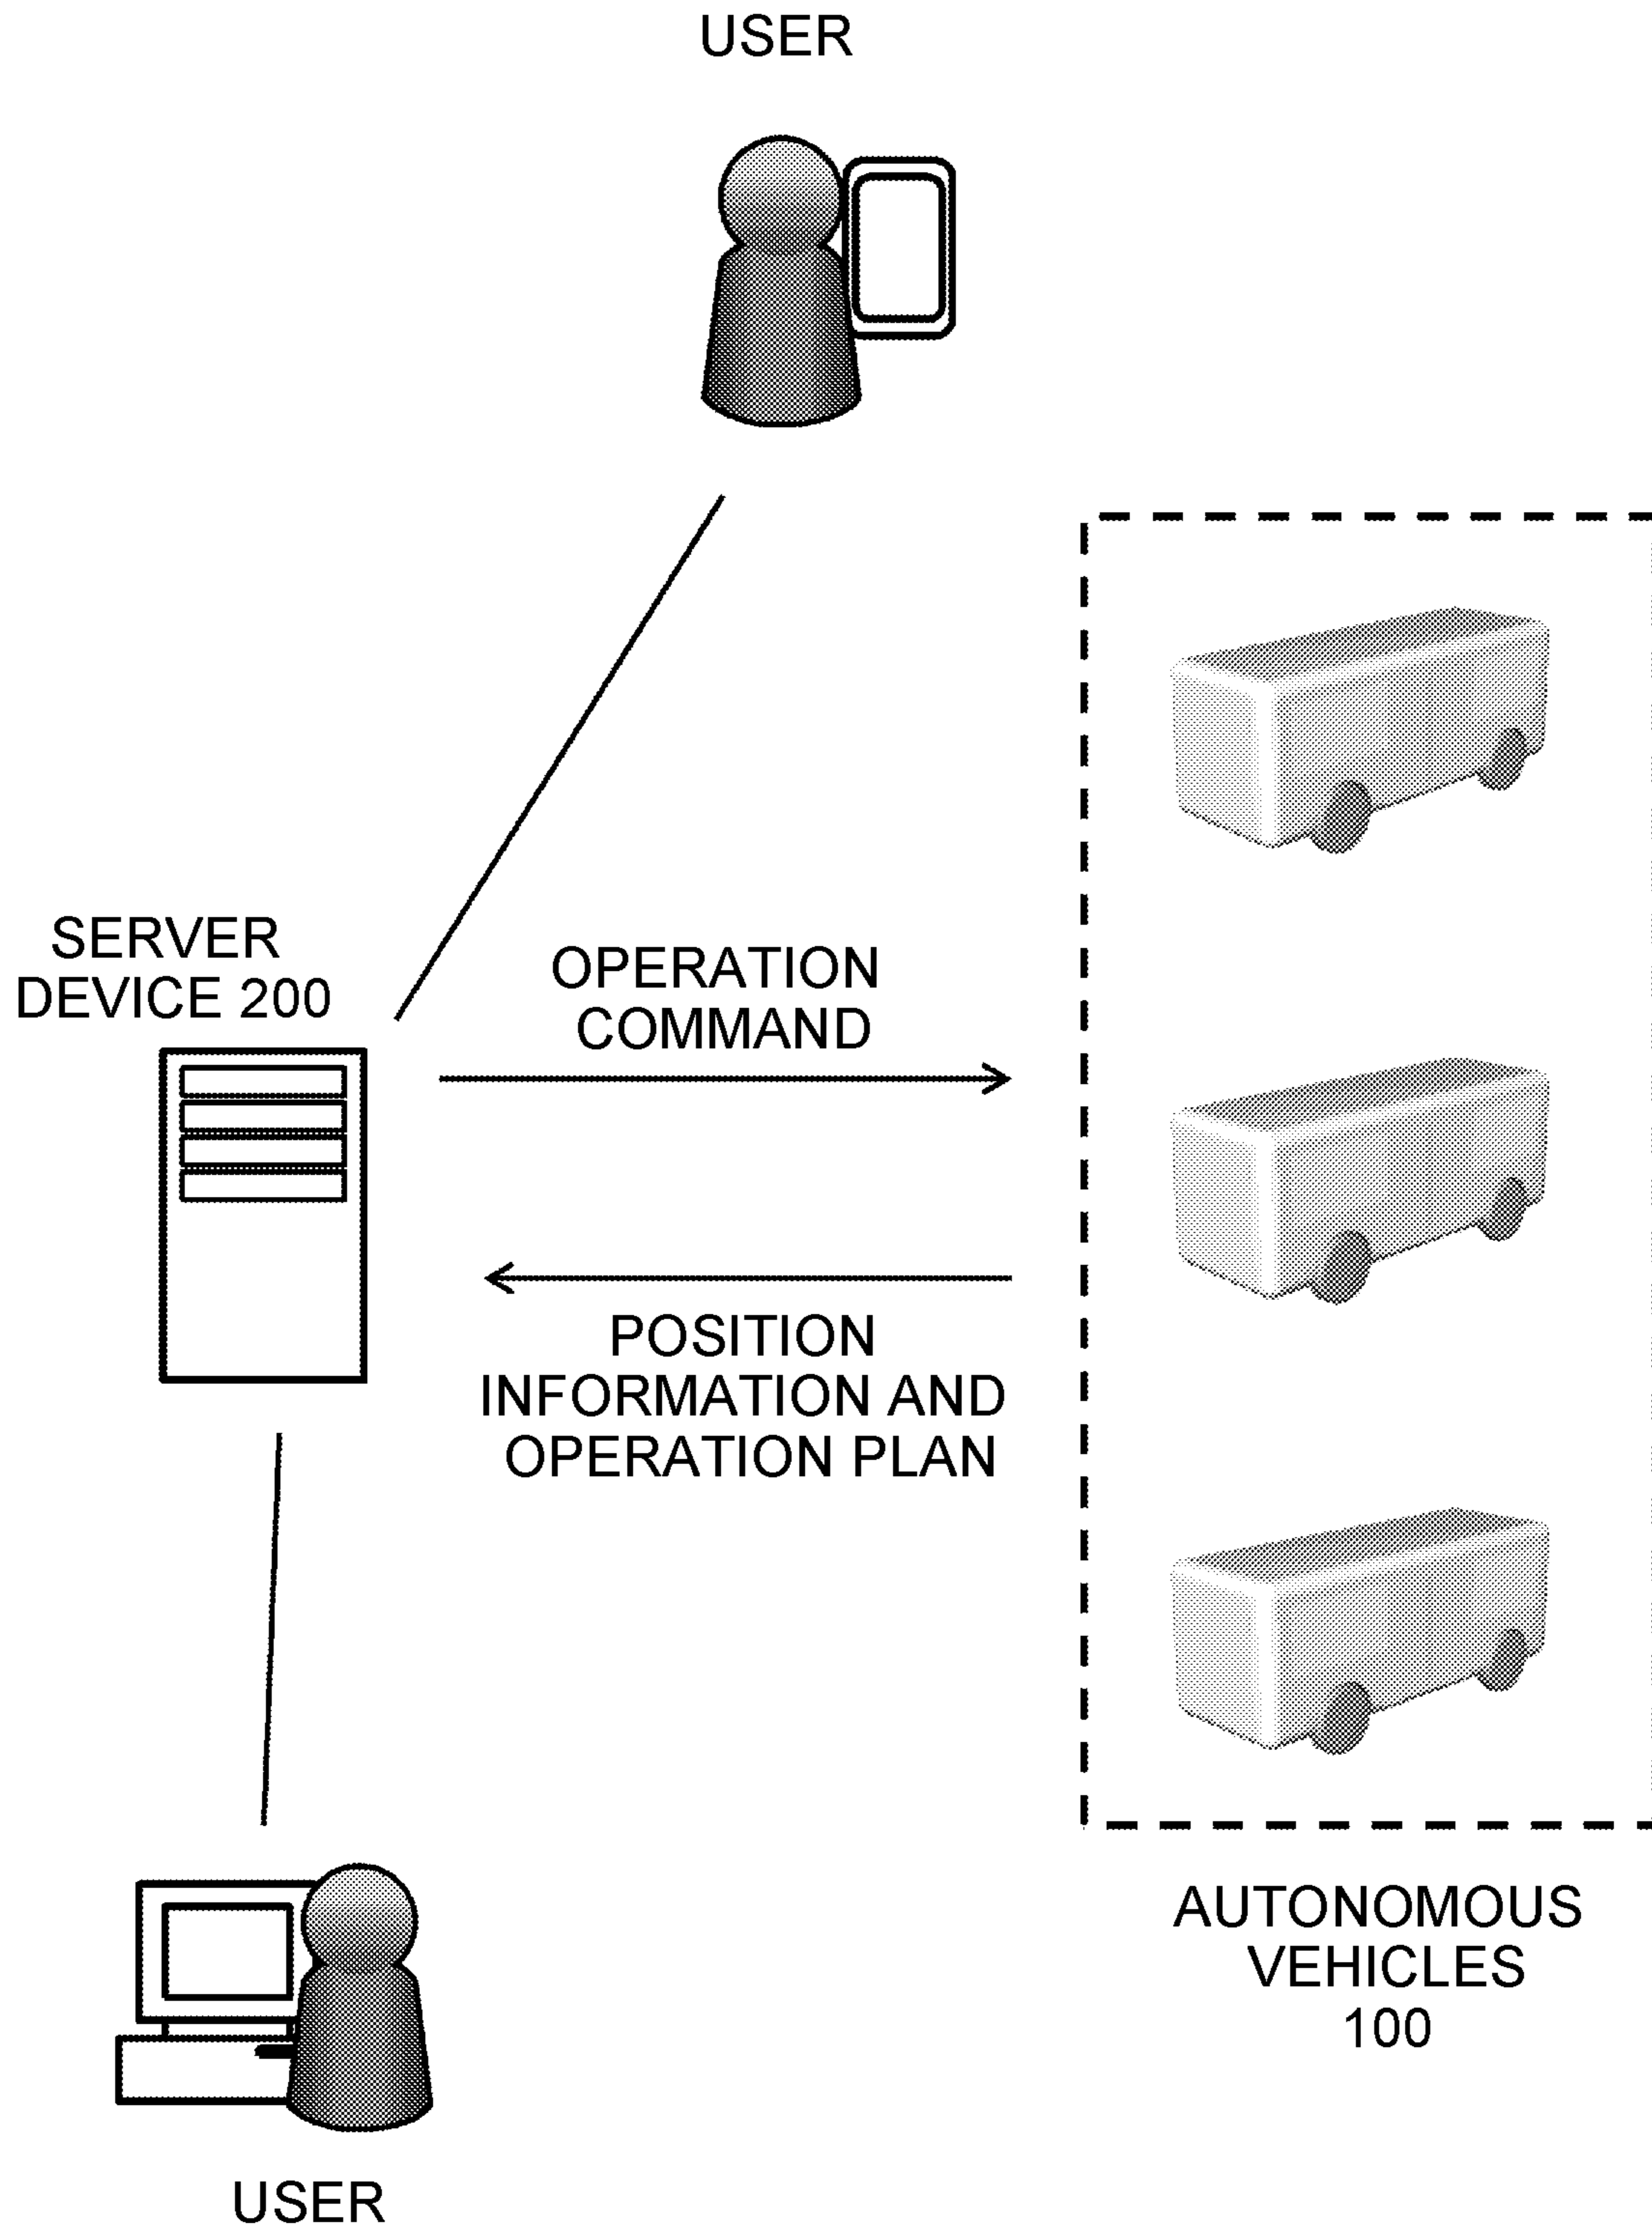 USER
SERVER
DEVICE 200
OPERATION
COMMAND
POSITION
INFORMATION AND
OPERATION PLAN
AUTONOMOUS
VEHICLES
100
USER